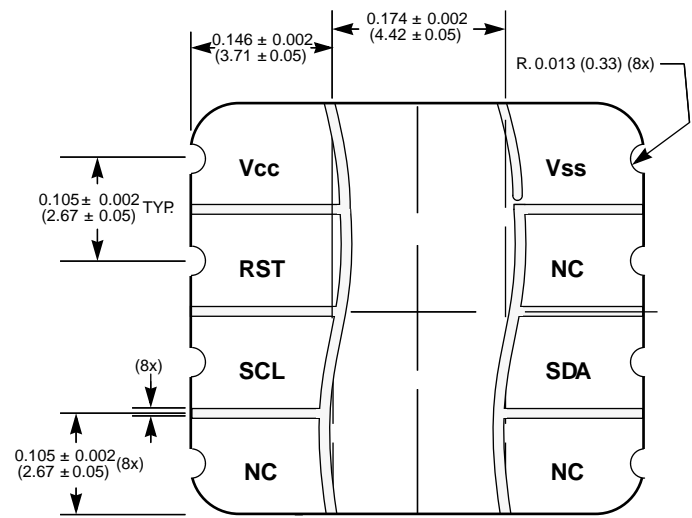 0.174 ± 0.002
(4.42 ± 0.05)
0.146 ± 0.002
(3.71 ± 0.05)
R. 0.013 (0.33) (8x)
Vcc
Vss
0.105 ± 0.002 TYP.
(2.67 ± 0.05)
RST
NC
(8x)
SCL
SDA
0.105 ± 0.002 (8x)
(2.67 ± 0.05)
NC
NC